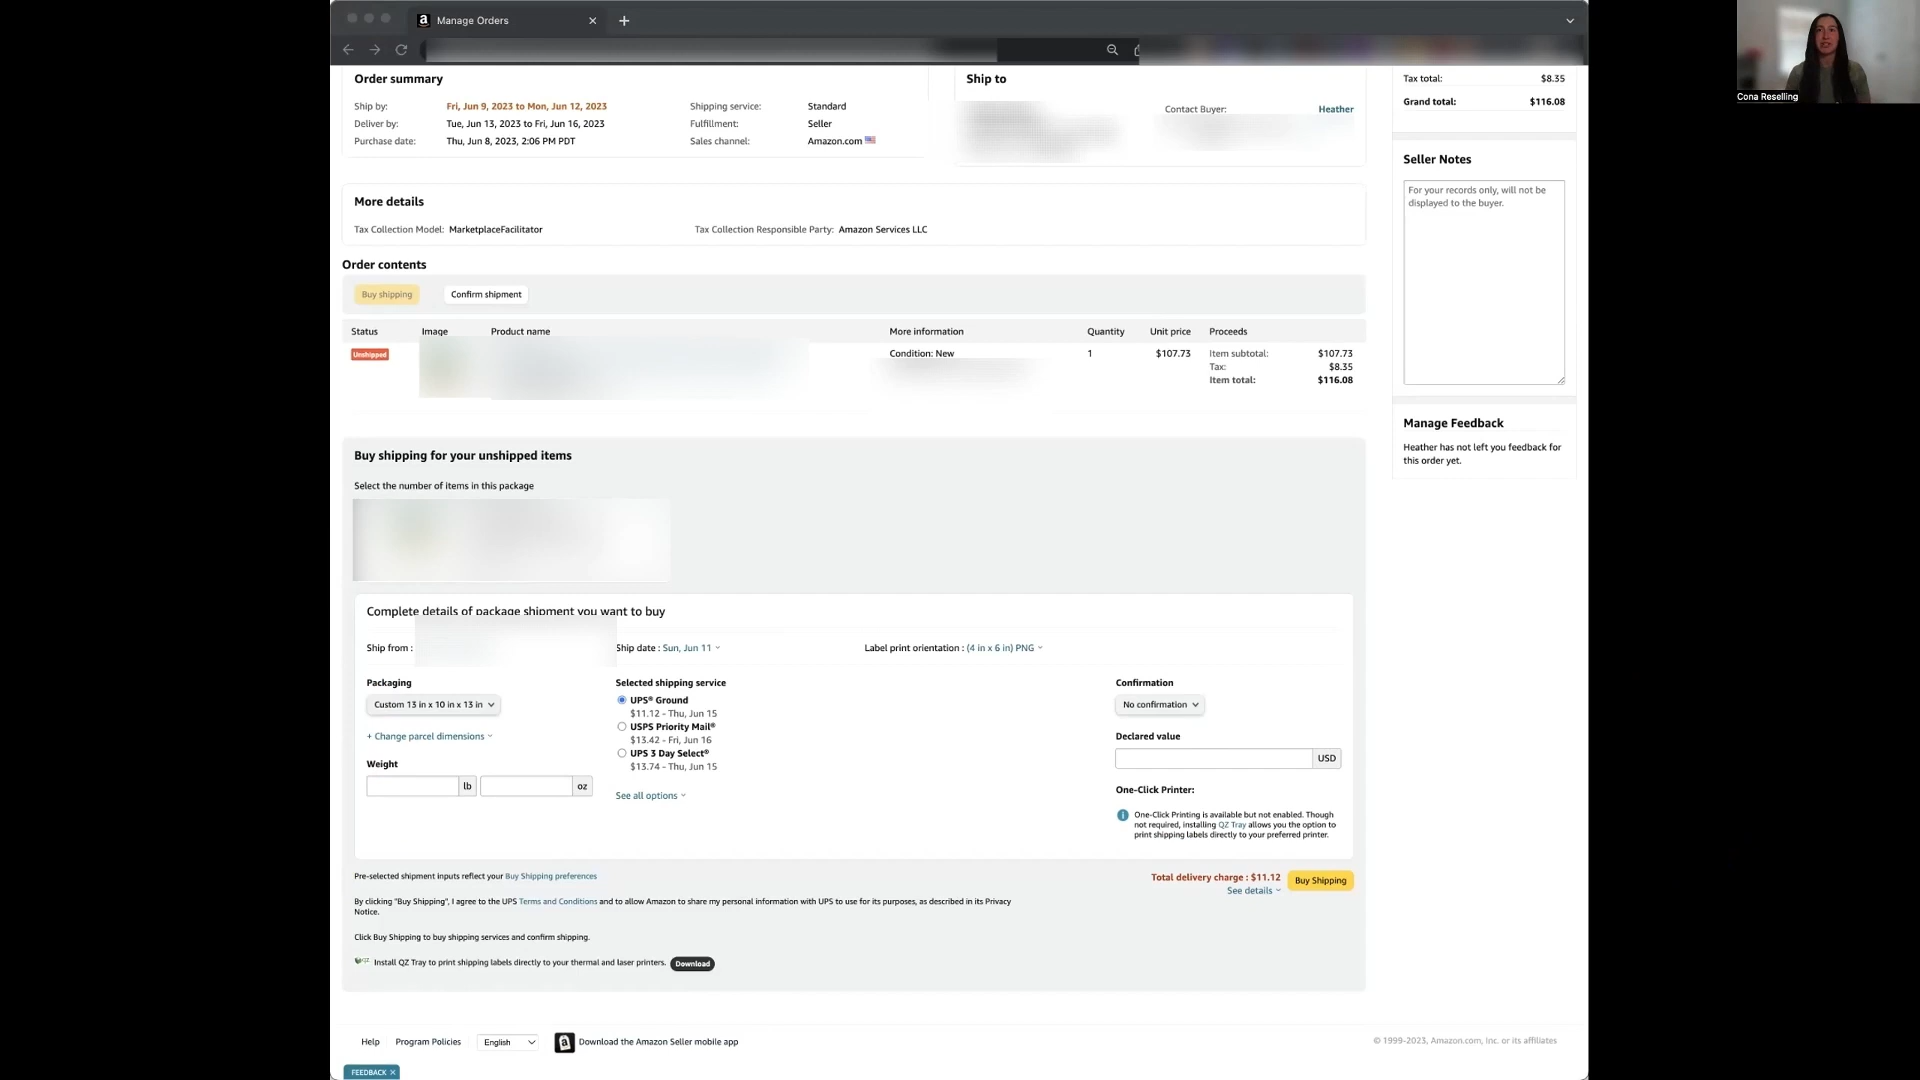 Manage Orders
Cona Reselling
Order summary
Ship by: Fri, Jun 9, 2023 to Mon, Jun 12, 2023
Deliver by: Tue, Jun 13, 2023 to Fri, Jun 16, 2023
Purchase date: Thu, Jun 8, 2023, 2:06 PM PDT
Shipping service: Standard
Fulfillment: Seller
Sales channel: Amazon.com
Ship to
Contact Buyer: Heather
Tax total: $8.35
Grand total: $116.08
Seller Notes
For your records only, will not be
displayed to the buyer.
Manage Feedback
Heather has not left you feedback for
this order yet.
More details
Tax Collection Model: MarketplaceFacilitator
Tax Collection Responsible Party: Amazon Services LLC
Order contents
Buy shipping Confirm shipment
Status Image Product name More information Quantity Unit price Proceeds
Unshipped Condition: New 1 $107.73 Item subtotal: $107.73
Tax: $8.35
Item total: $116.08
Buy shipping for your unshipped items
Select the number of items in this package
Complete details of package shipment you want to buy
Ship from : Ship date : Sun, Jun 11 Label print orientation : (4 in x 6 in) PNG
Packaging
Custom 13 in x 10 in x 13 in
+ Change parcel dimensions
Weight
lb oz
Selected shipping service
UPS® Ground
$11.12 - Thu, Jun 15
USPS Priority Mail®
$13.42 - Fri, Jun 16
UPS 3 Day Select®
$13.74 - Thu, Jun 15
See all options
Confirmation
No confirmation
Declared value
USD
One-Click Printer:
One-Click Printing is available but not enabled. Though
not required, installing QZ Tray allows you the option to
print shipping labels directly to your preferred printer.
Pre-selected shipment inputs reflect your Buy Shipping preferences
Total delivery charge : $11.12 Buy Shipping
See details
By clicking "Buy Shipping", I agree to the UPS Terms and Conditions and to allow Amazon to share my personal information with UPS to use for its purposes, as described in its Privacy
Notice.
Click Buy Shipping to buy shipping services and confirm shipping.
Install QZ Tray to print shipping labels directly to your thermal and laser printers. Download
Help Program Policies English Download the Amazon Seller mobile app
© 1999-2023, Amazon.com, Inc. or its affiliates
FEEDBACK